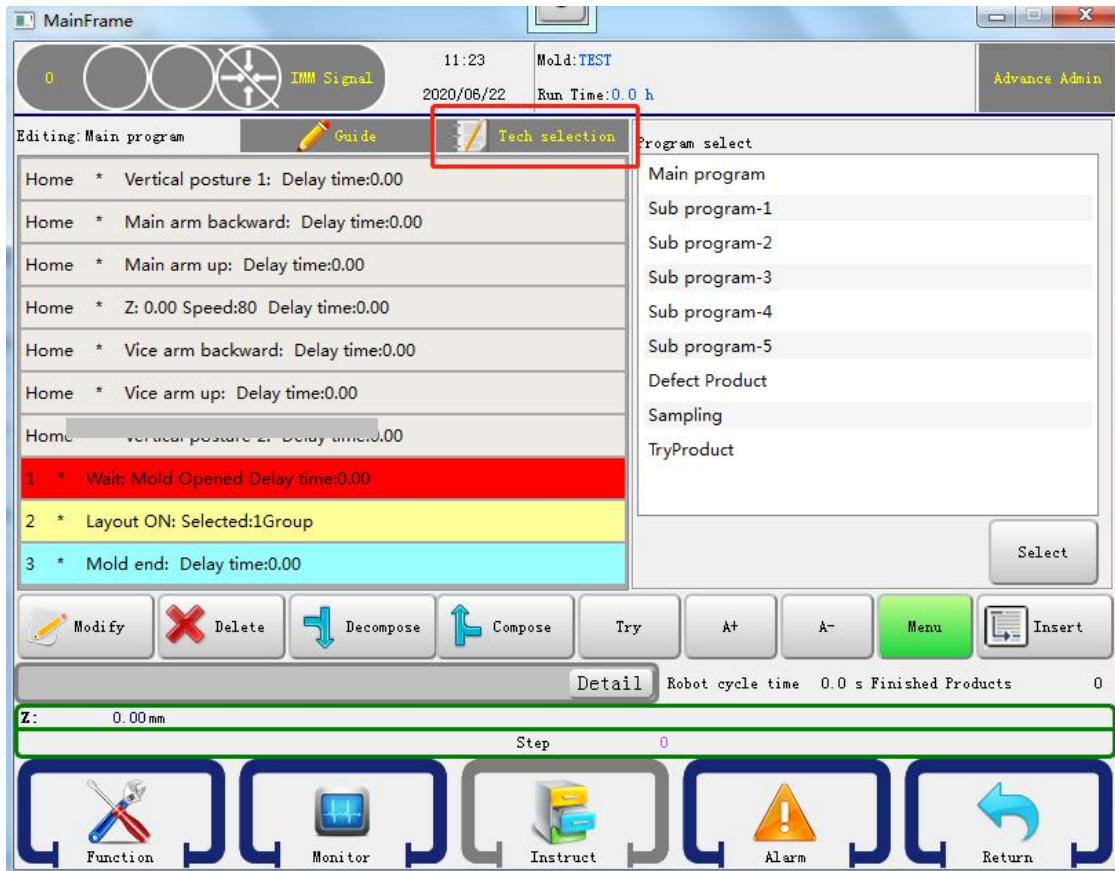 MainFrame
0 IMM Signal 11:23 2020/06/22 Mold:TEST
Run Time:0.0 h
Advance Admin
Editing:Main program Guide Tech selection
Home * Vertical posture 1: Delay time:0.00
Home * Main arm backward: Delay time:0.00
Home * Main arm up: Delay time:0.00
Home * Z: 0.00 Speed:80 Delay time:0.00
Home * Vice arm backward: Delay time:0.00
Home * Vice arm up: Delay time:0.00
Home .00
1 * Wait: Mold Opened Delay time:0.00
2 * Layout ON: Selected:1Group
3 * Mold end: Delay time:0.00
Program select
Main program
Sub program-1
Sub program-2
Sub program-3
Sub program-4
Sub program-5
Defect Product
Sampling
TryProduct
Select
Modify Delete Decompose Compose Try A+ A- Menu Insert
Detail Robot cycle time 0.0 s Finished Products 0
Z: 0.00mm
Step 0
Function Monitor Instruct Alarm Return